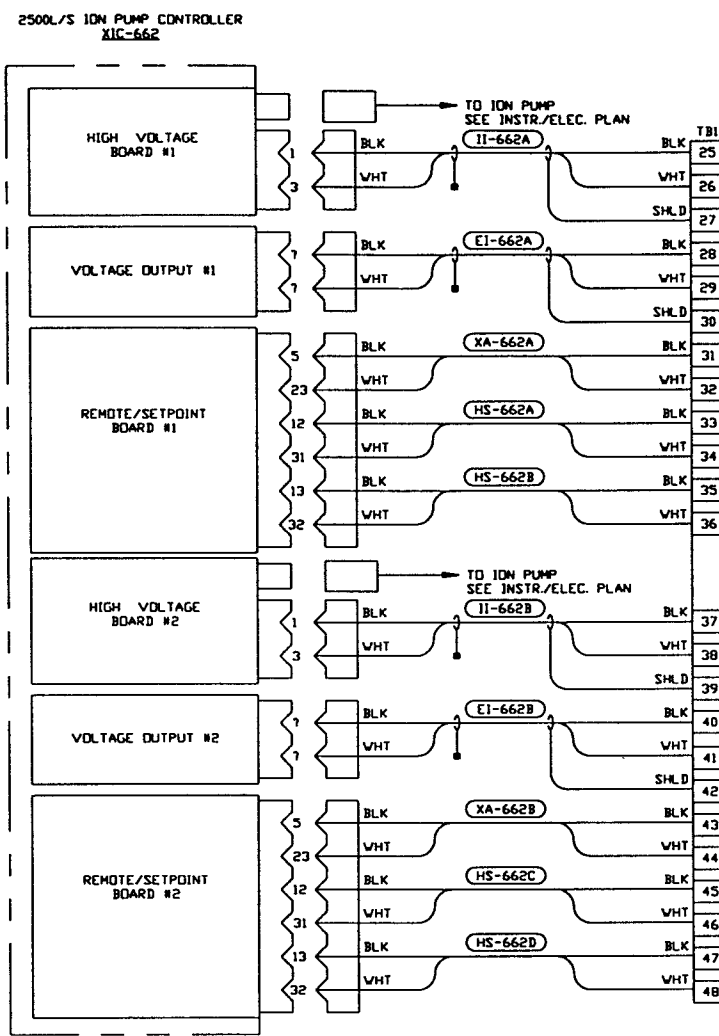 2500L/S ION PUMP CONTROLLER
XIC-662
HIGH VOLTAGE
BOARD #1
TO ION PUMP
SEE INSTR./ELEC. PLAN
TB1
1 BLK II-662A BLK 25
3 WHT WHT 26
SHLD 27
VOLTAGE OUTPUT #1
? BLK EI-662A BLK 28
? WHT WHT 29
SHLD 30
REMOTE/SETPOINT
BOARD #1
5 BLK XA-662A BLK 31
23 WHT WHT 32
12 BLK HS-662A BLK 33
31 WHT WHT 34
13 BLK HS-662B BLK 35
32 WHT WHT 36
HIGH VOLTAGE
BOARD #2
TO ION PUMP
SEE INSTR./ELEC. PLAN
1 BLK II-662B BLK 37
3 WHT WHT 38
SHLD 39
VOLTAGE OUTPUT #2
? BLK EI-662B BLK 40
? WHT WHT 41
SHLD 42
REMOTE/SETPOINT
BOARD #2
5 BLK XA-662B BLK 43
23 WHT WHT 44
12 BLK HS-662C BLK 45
31 WHT WHT 46
13 BLK HS-662D BLK 47
32 WHT WHT 48